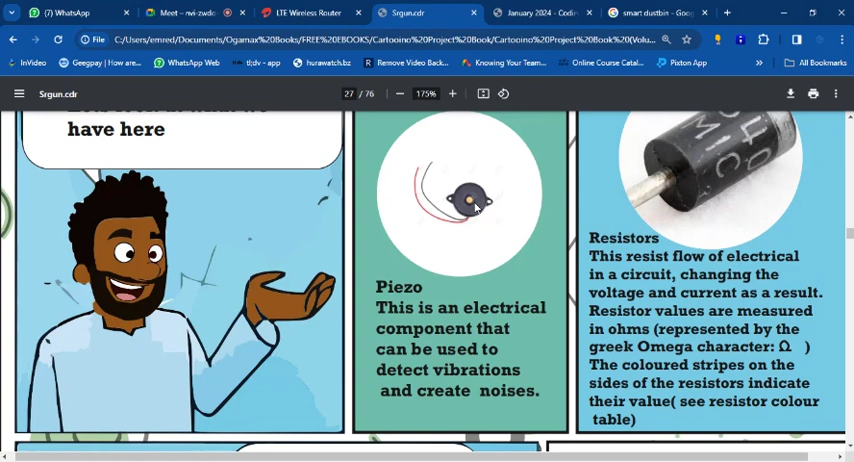 (7) WhatsApp
Meet – nvi-zwdc
LTE Wireless Router
Srgun.cdr
January 2024 - Codin
smart dustbin - Goog
File
C:/Users/emred/Documents/Ogamax%20Books/FREE%20EBOOKS/Cartooino%20Project%20Book/Cartooino%20Project%20Book%20(Volu...
InVideo
Geegpay | How are...
WhatsApp Web
tl;dv - app
hurawatch.bz
Remove Video Back...
Knowing Your Team...
Online Course Catal...
Pixton App
All Bookmarks
Srgun.cdr
27 / 76
175%
have here
Piezo
This is an electrical
component that
can be used to
detect vibrations
and create noises.
Resistors
This resist flow of electrical
in a circuit, changing the
voltage and current as a result.
Resistor values are measured
in ohms (represented by the
greek Omega character: Ω )
The coloured stripes on the
sides of the resistors indicate
their value( see resistor colour
table)